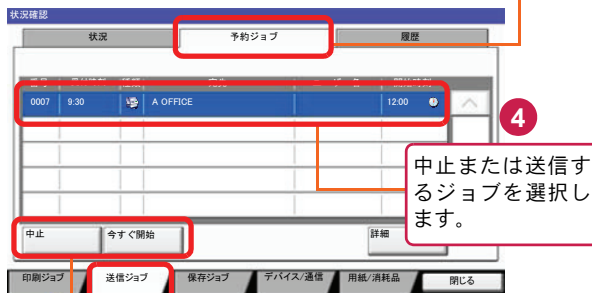 状況確認
状況 予約ジョブ 履歴
0007 9:30 A OFFICE 12:00
4
中止または送信す
るジョブを選択し
ます。
中止 今すぐ開始 詳細
印刷ジョブ 送信ジョブ 保存ジョブ デバイス/通信 用紙/消耗品 閉じる